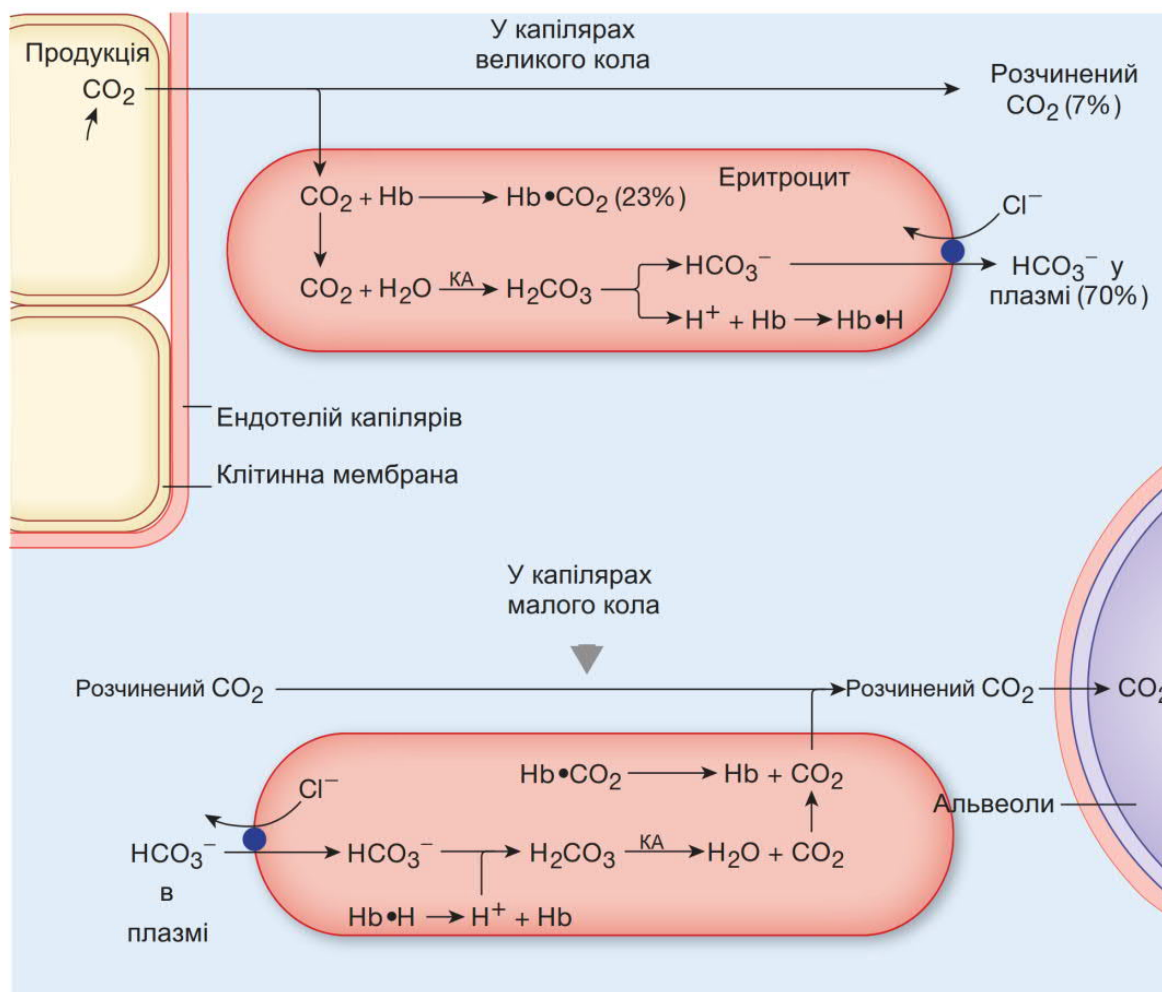 У капілярах
великого кола
Продукція
CO₂
Розчинений
CO₂ (7%)
Еритроцит
CO₂ + Hb → Hb•CO₂ (23%)
Cl⁻
CO₂ + H₂O KA → H₂CO₃
HCO₃⁻
HCO₃⁻ у
плазмі (70%)
H⁺ + Hb → Hb•H
Ендотелій капілярів
Клітинна мембрана
У капілярах
малого кола
Розчинений CO₂
Розчинений CO₂
CO₂
Hb•CO₂ → Hb + CO₂
Cl⁻
Альвеоли
HCO₃⁻
в
плазмі
HCO₃⁻ → H₂CO₃ KA → H₂O + CO₂
Hb•H → H⁺ + Hb